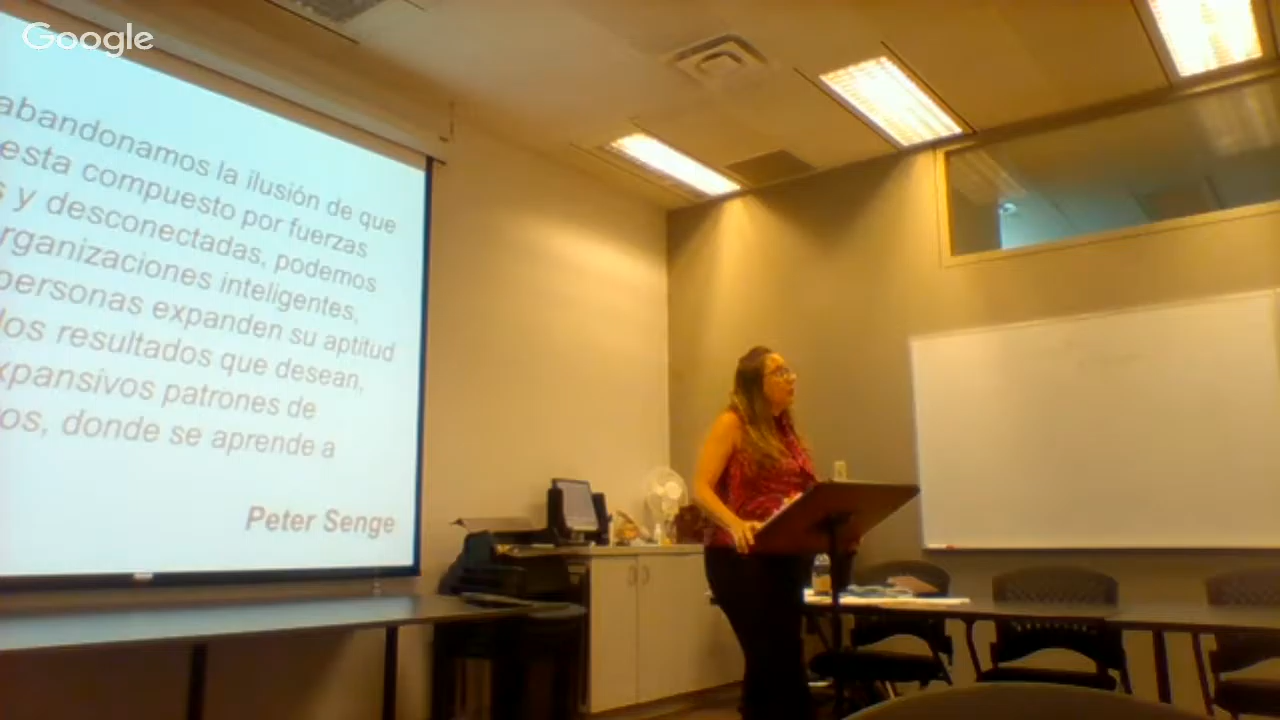 Google
abandonamos la ilusión de que
esta compuesto por fuerzas
s y desconectadas, podemos
rganizaciones inteligentes,
personas expanden su aptitud
los resultados que desean,
xpansivos patrones de
os, donde se aprende a
Peter Senge